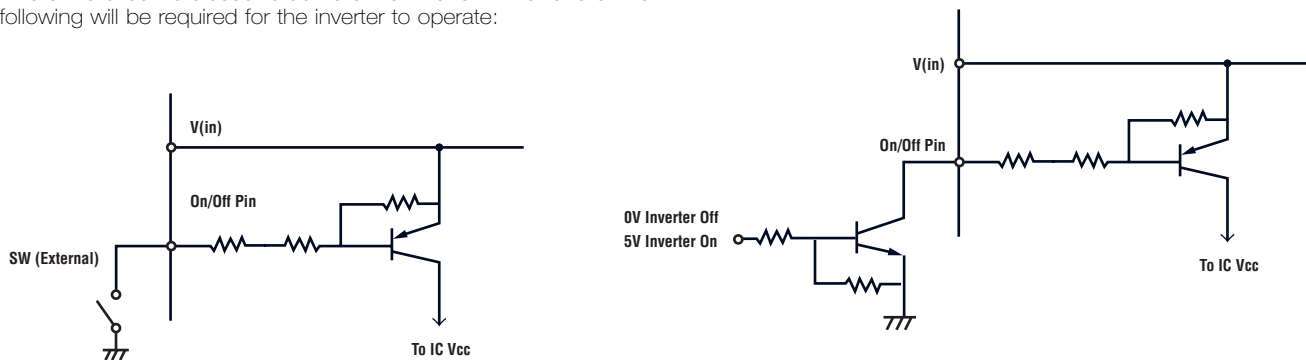 following will be required for the inverter to operate:
V(in)
On/Off Pin
SW (External)
To IC Vcc
V(in)
On/Off Pin
0V Inverter Off
5V Inverter On
To IC Vcc